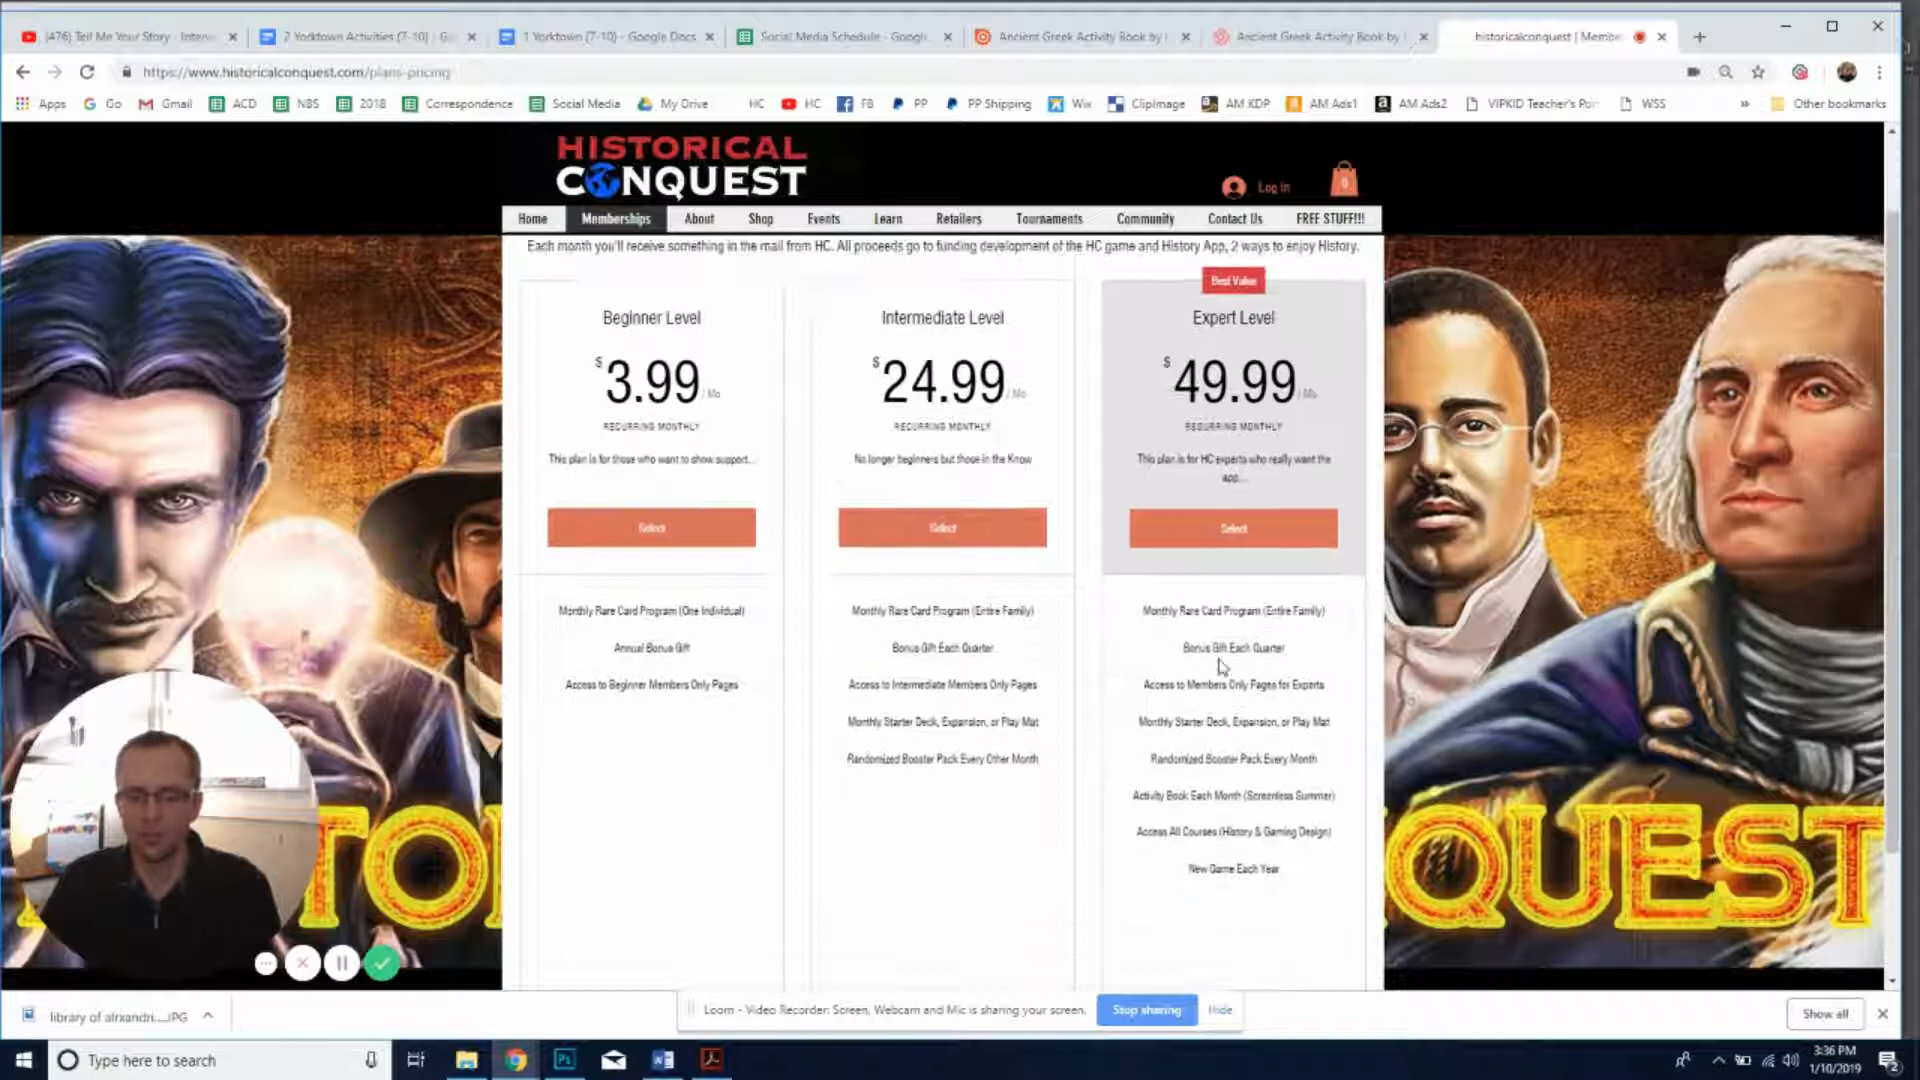 (476) Tell Me Your Story - Interv
2 Yorktown Activities (7-10) - G
1 Yorktown (7-10) - Google Docs
Social Media Schedule - Google
Ancient Greek Activity Book by
Ancient Greek Activity Book by
historicalconquest | Membe
https://www.historicalconquest.com/plans-pricing
Apps
Go
Gmail
ACD
NBS
2018
Correspondence
Social Media
My Drive
HC
HC
FB
PP
PP Shipping
Wix
ClipImage
AM KDP
AM Ads1
AM Ads2
VIPKID Teacher's Por
WSS
»
Other bookmarks
HISTORICAL
CONQUEST
Log In
0
Home
Memberships
About
Shop
Events
Learn
Retailers
Tournaments
Community
Contact Us
FREE STUFF!!!
Each month you'll receive something in the mail from HC. All proceeds go to funding development of the HC game and History App, 2 ways to enjoy History.
Best Value
Beginner Level
$3.99 / Mo
RECURRING MONTHLY
This plan is for those who want to show support...
Select
Monthly Rare Card Program (One Individual)
Annual Bonus Gift
Access to Beginner Members Only Pages
Intermediate Level
$24.99 / Mo
RECURRING MONTHLY
No longer beginners but those in the Know
Select
Monthly Rare Card Program (Entire Family)
Bonus Gift Each Quarter
Access to Intermediate Members Only Pages
Monthly Starter Deck, Expansion, or Play Mat
Randomized Booster Pack Every Other Month
Expert Level
$49.99 / Mo
RECURRING MONTHLY
This plan is for HC experts who really want the
app...
Select
Monthly Rare Card Program (Entire Family)
Bonus Gift Each Quarter
Access to Members Only Pages for Experts
Monthly Starter Deck, Expansion, or Play Mat
Randomized Booster Pack Every Month
Activity Book Each Month (Screenless Summer)
Access All Courses (History & Gaming Design)
New Game Each Year
TO
QUEST
library of alrxandri....JPG
Loom - Video Recorder: Screen, Webcam and Mic is sharing your screen.
Stop sharing
Hide
Show all
Type here to search
Ps
3:36 PM
1/10/2019
2